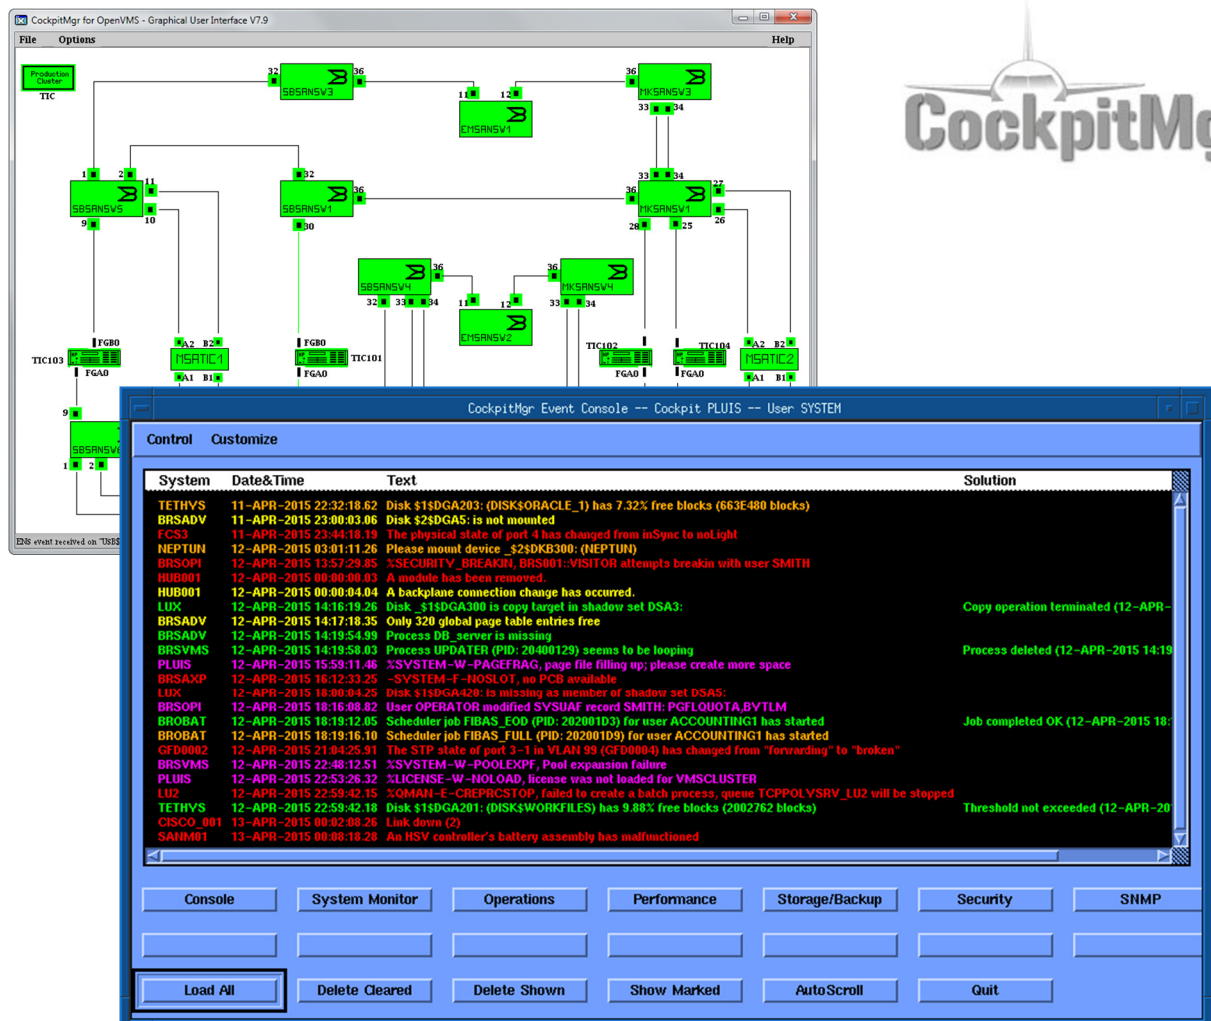 CockpitMgr for OpenVMS - Graphical User Interface V7.9
File Options Help
CockpitMg
Production
Cluster
TIC
32 36 36
SBSANSW3 MKSANSW3
11 12
33 34
EMSANSW1
1 2 11 32 33 34 27
36 36
SBSANSW5 SBSANSW1 MKSANSW1
9 10 30 28 25 26
36 36
SBSANSW4 MKSANSW4
32 33 34 11 12 33 34
EMSANSW2
FGB0 A2 B2 FGB0 TIC102 A2 B2
TIC103 MSATIC1 TIC101 TIC104 MSATIC2
FGA0 A1 B1 FGA0 FGA0 FGA0 A1 B1
9
1 2
ENS event received on "USB$
CockpitMgr Event Console -- Cockpit PLUIS -- User SYSTEM
Control Customize
System Date&Time Text Solution
TETHYS 11-APR-2015 22:32:18.62 Disk $1$DGA203: (DISK$ORACLE_1) has 7.32% free blocks (663E480 blocks)
BRSADV 11-APR-2015 23:00:03.06 Disk $2$DGA5: is not mounted
FCS3 11-APR-2015 23:44:18.19 The physical state of port 4 has changed from inSync to noLight
NEPTUN 12-APR-2015 03:01:11.26 Please mount device _$2$DKB300: (NEPTUN)
BRSOPI 12-APR-2015 13:57:29.85 %SECURITY_BREAKIN, BRS001::VISITOR attempts breakin with user SMITH
HUB001 12-APR-2015 00:00:00.03 A module has been removed.
HUB001 12-APR-2015 00:00:04.04 A backplane connection change has occurred.
LUX 12-APR-2015 14:16:19.26 Disk _$1$DGA300 is copy target in shadow set DSA3: Copy operation terminated (12-APR-
BRSADV 12-APR-2015 14:17:18.35 Only 320 global page table entries free
BRSADV 12-APR-2015 14:19:54.99 Process DB_server is missing
BRSVMS 12-APR-2015 14:19:58.03 Process UPDATER (PID: 20400129) seems to be looping Process deleted (12-APR-2015 14:19
PLUIS 12-APR-2015 15:59:11.46 %SYSTEM-W-PAGEFRAG, page file filling up; please create more space
BRSAXP 12-APR-2015 16:12:33.25 -SYSTEM-F-NOSLOT, no PCB available
LUX 12-APR-2015 18:00:04.25 Disk $1$DGA420: is missing as member of shadow set DSA5:
BRSOPI 12-APR-2015 18:16:08.82 User OPERATOR modified SYSUAF record SMITH: PGFLQUOTA,BYTLM
BROBAT 12-APR-2015 18:19:12.05 Scheduler job FIBAS_EOD (PID: 202001D3) for user ACCOUNTING1 has started Job completed OK (12-APR-2015 18:
BROBAT 12-APR-2015 18:19:16.10 Scheduler job FIBAS_FULL (PID: 202001D9) for user ACCOUNTING1 has started
GFD0002 12-APR-2015 21:04:25.91 The STP state of port 3-1 in VLAN 99 (GFD0004) has changed from "forwarding" to "broken"
BRSVMS 12-APR-2015 22:48:12.51 %SYSTEM-W-POOLEXPF, Pool expansion failure
PLUIS 12-APR-2015 22:53:26.32 %LICENSE-W-NOLOAD, license was not loaded for VMSCLUSTER
LU2 12-APR-2015 22:59:42.15 %QMAN-E-CREPRCSTOP, failed to create a batch process, queue TCPPOLYSRV_LU2 will be stopped
TETHYS 12-APR-2015 22:59:42.18 Disk $1$DGA201: (DISK$WORKFILES) has 9.88% free blocks (2002762 blocks) Threshold not exceeded (12-APR-20
CISCO_001 13-APR-2015 00:02:08.26 Link down (2)
SANM01 13-APR-2015 00:08:18.28 An HSV controller's battery assembly has malfunctioned
Console System Monitor Operations Performance Storage/Backup Security SNMP
Load All Delete Cleared Delete Shown Show Marked AutoScroll Quit